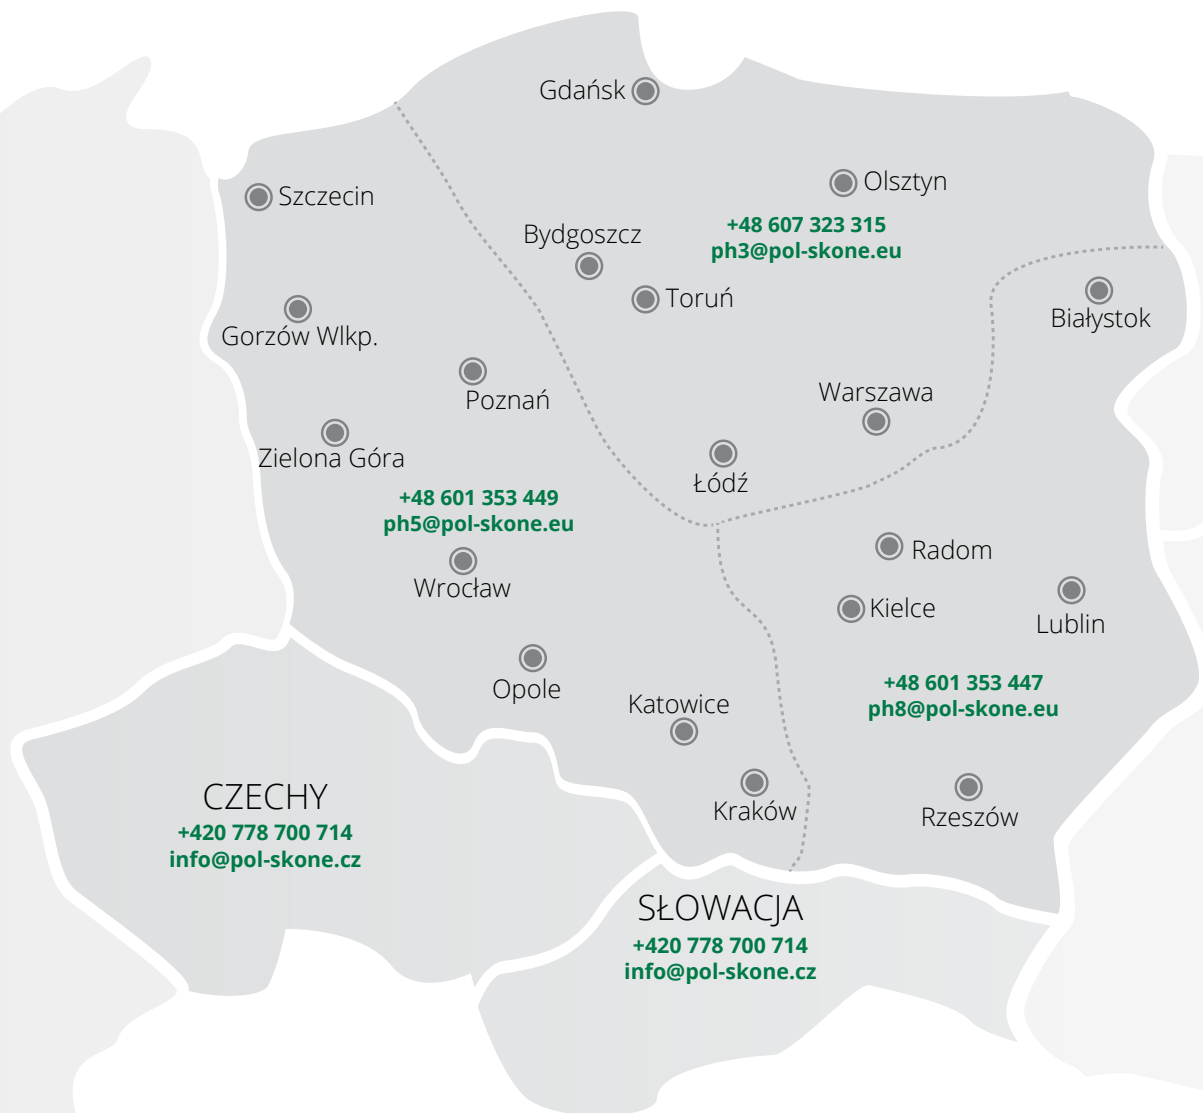 Gdańsk
Olsztyn
Szczecin
+48 607 323 315
ph3@pol-skone.eu
Bydgoszcz
Toruń
Białystok
Gorzów Wlkp.
Poznań
Warszawa
Zielona Góra
Łódź
+48 601 353 449
ph5@pol-skone.eu
Wrocław
Radom
Kielce
Lublin
Opole
Katowice
+48 601 353 447
ph8@pol-skone.eu
Kraków
Rzeszów
CZECHY
+420 778 700 714
info@pol-skone.cz
SŁOWACJA
+420 778 700 714
info@pol-skone.cz